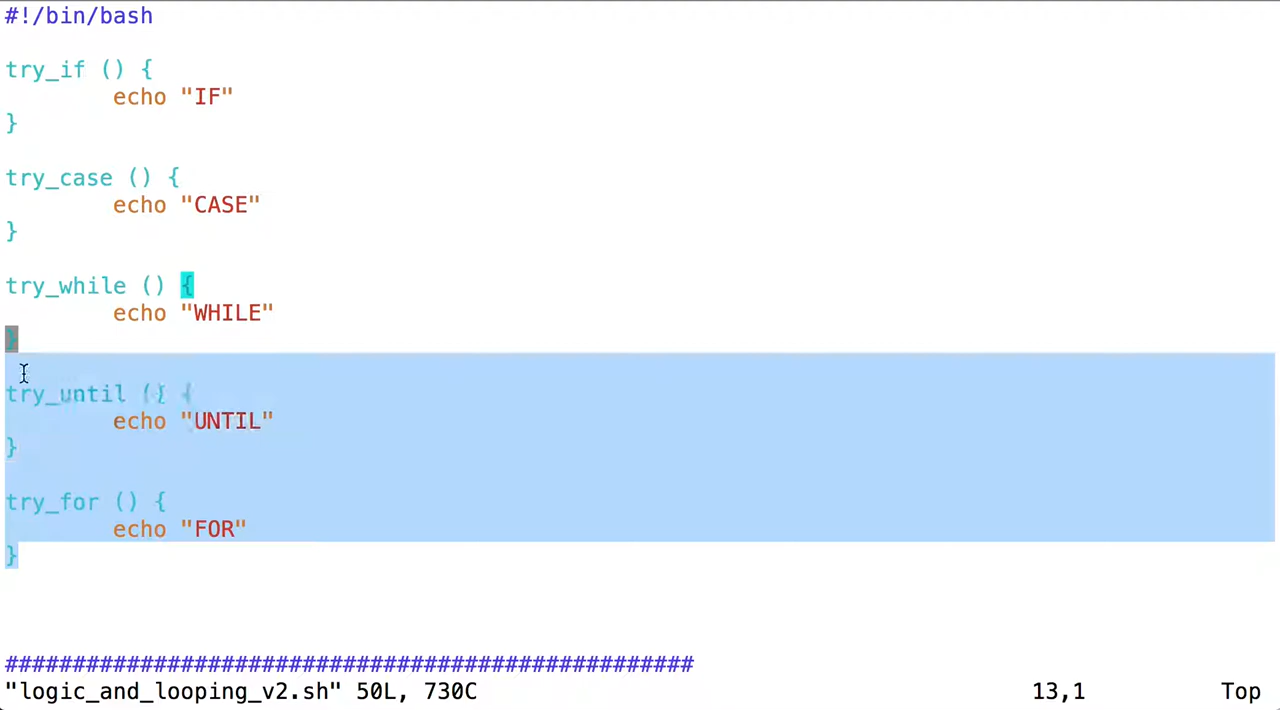 #!/bin/bash
try_if () {
echo "IF"
}
try_case () {
echo "CASE"
}
try_while () {
echo "WHILE"
}
try_until () {
echo "UNTIL"
}
try_for () {
echo "FOR"
}
###################################################
"logic_and_looping_v2.sh" 50L, 730C 13,1 Top